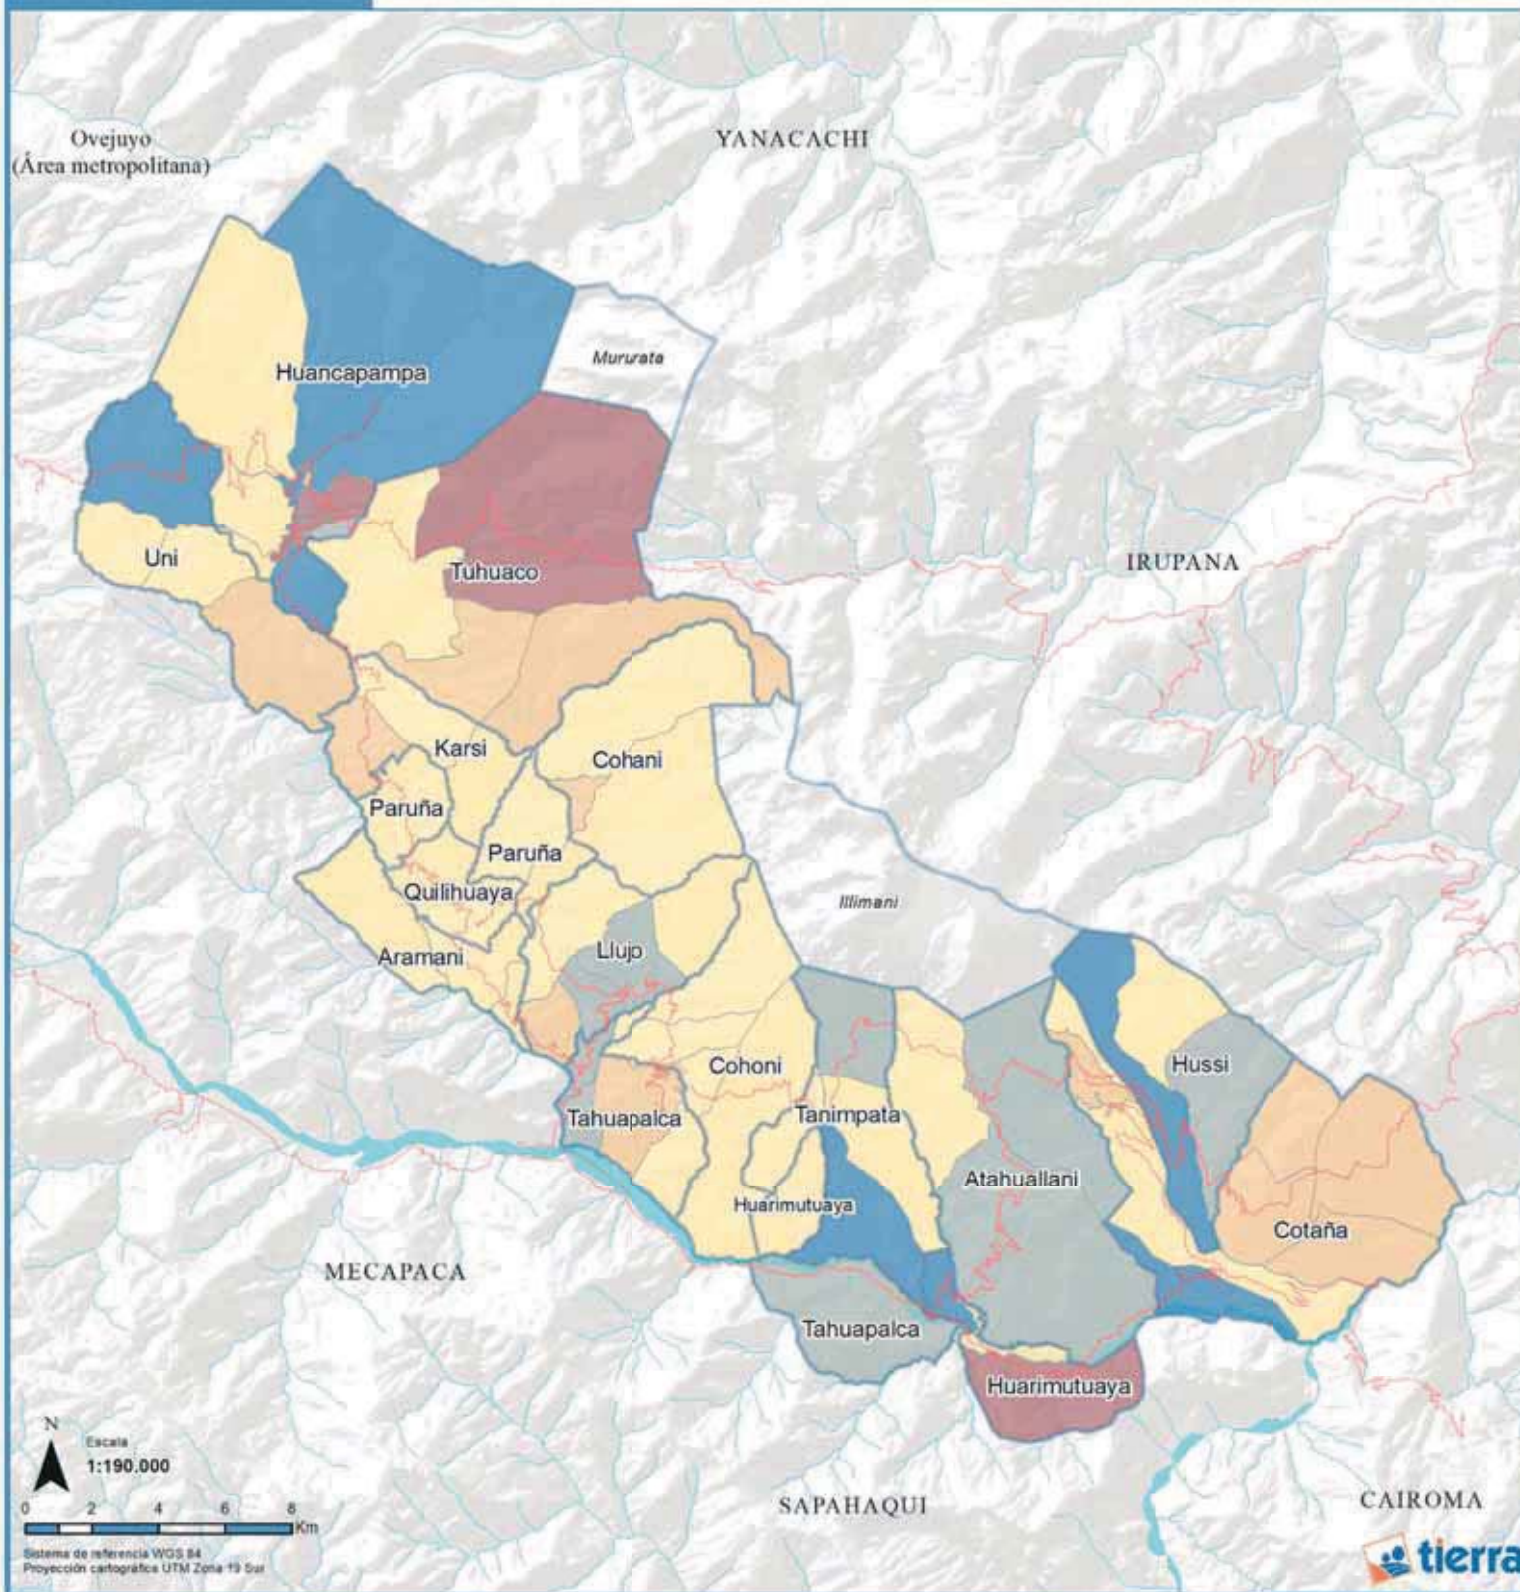 Ovejuyo
(Área metropolitana)
YANACACHI
Mururata
Huancapampa
Uni
Tuhuaco
IRUPANA
Karsi
Cohani
Paruña
Paruña
Quilihuaya
Illimani
Aramani
Llujo
Cohoni
Hussi
Tahuapalca
Tanimpata
Atahuallani
Huarimutuaya
Cotaña
MECAPACA
Tahuapalca
Huarimutuaya
N
Escala
1:190.000
0 2 4 6 8
Km
Sistema de referencia WGS 84
Proyección cartográfica UTM Zona 19 Sur
SAPAHAQUI
CAIROMA
tierra